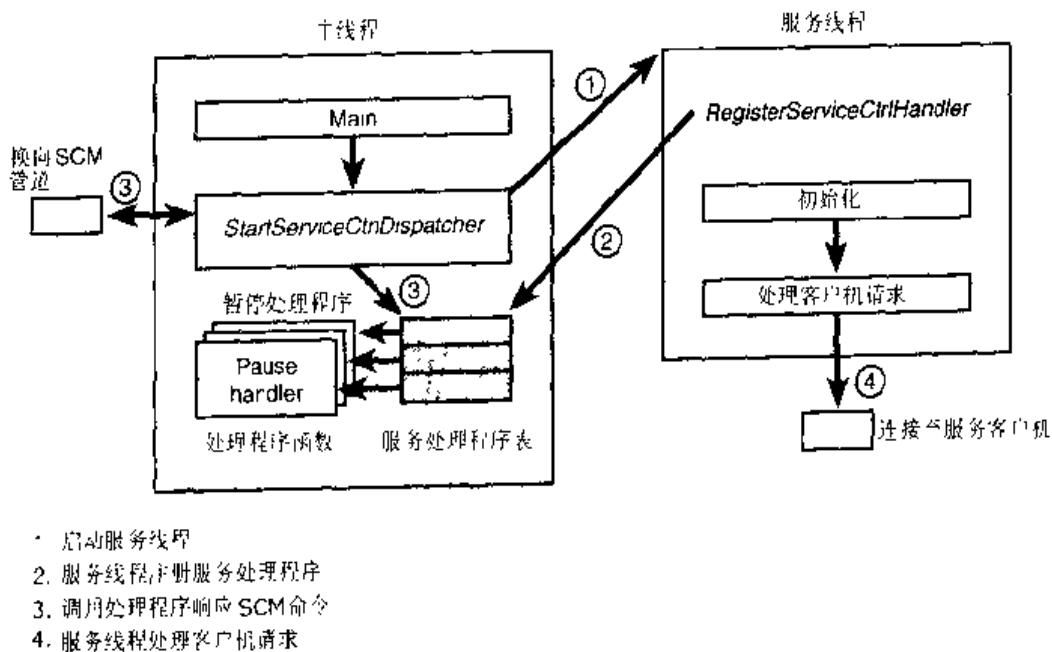 主线程
服务线程
①
Main
RegisterServiceCtrlHandler
换向SCM
管道
③
初始化
StartServiceCtrlDispatcher
②
③
处理客户机请求
暂停处理程序
Pause
handler
④
处理程序函数
服务处理程序表
连接至服务客户机
启动服务线程
2. 服务线程注册服务处理程序
3. 调用处理程序响应SCM命令
4. 服务线程处理客户机请求